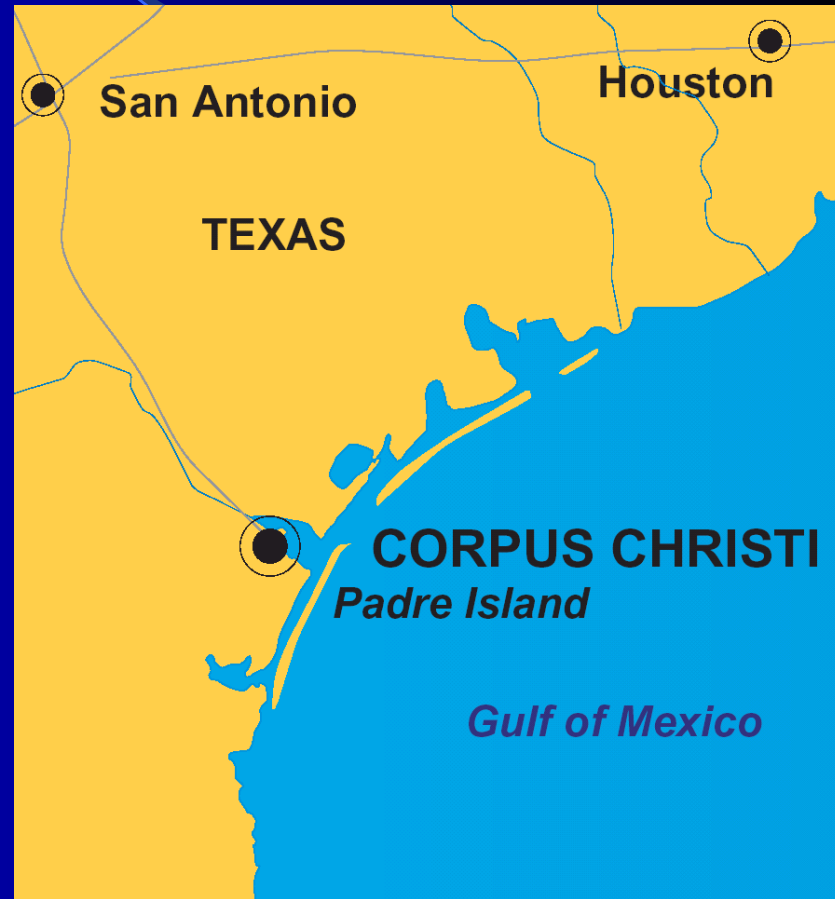 Houston
San Antonio
TEXAS
CORPUS CHRISTI
Padre Island
Gulf of Mexico